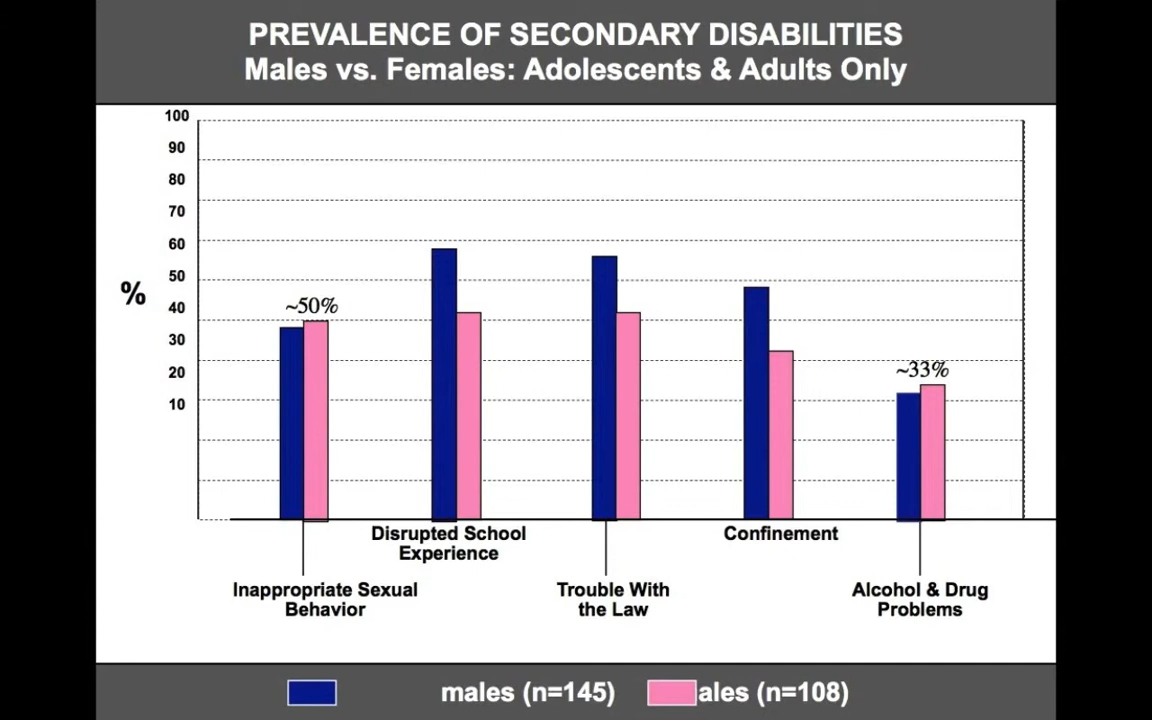 PREVALENCE OF SECONDARY DISABILITIES
Males vs. Females: Adolescents & Adults Only
100
90
80
70
60
50
40
30
20
10
%
~50%
~33%
Disrupted School
Experience
Confinement
Inappropriate Sexual
Behavior
Trouble With
the Law
Alcohol & Drug
Problems
males (n=145)
ales (n=108)